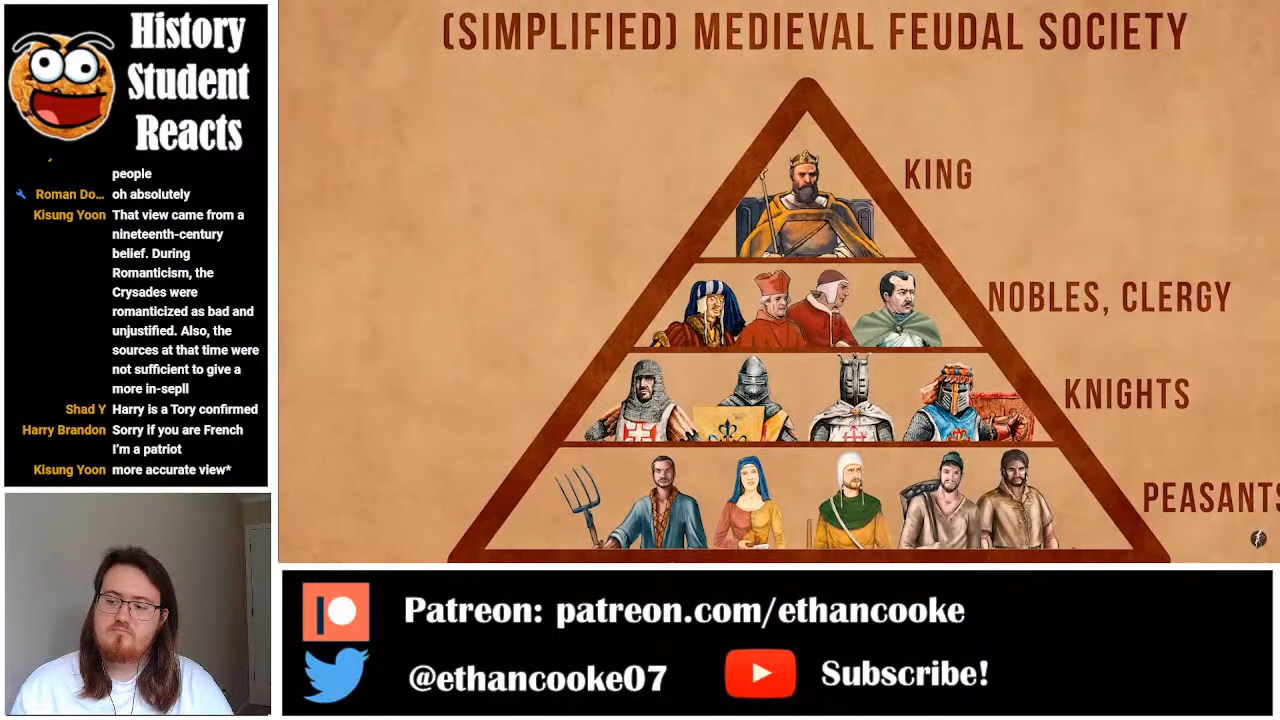 History
Student
Reacts
people
Roman Do... oh absolutely
Kisung Yoon That view came from a
nineteenth-century
belief. During
Romanticism, the
Crysades were
romanticized as bad and
unjustified. Also, the
sources at that time were
not sufficient to give a
more in-sepll
Shad Y Harry is a Tory confirmed
Harry Brandon Sorry if you are French
I'm a patriot
Kisung Yoon more accurate view*
(SIMPLIFIED) MEDIEVAL FEUDAL SOCIETY
KING
NOBLES, CLERGY
KNIGHTS
PEASANTS
Patreon: patreon.com/ethancooke
@ethancooke07
Subscribe!